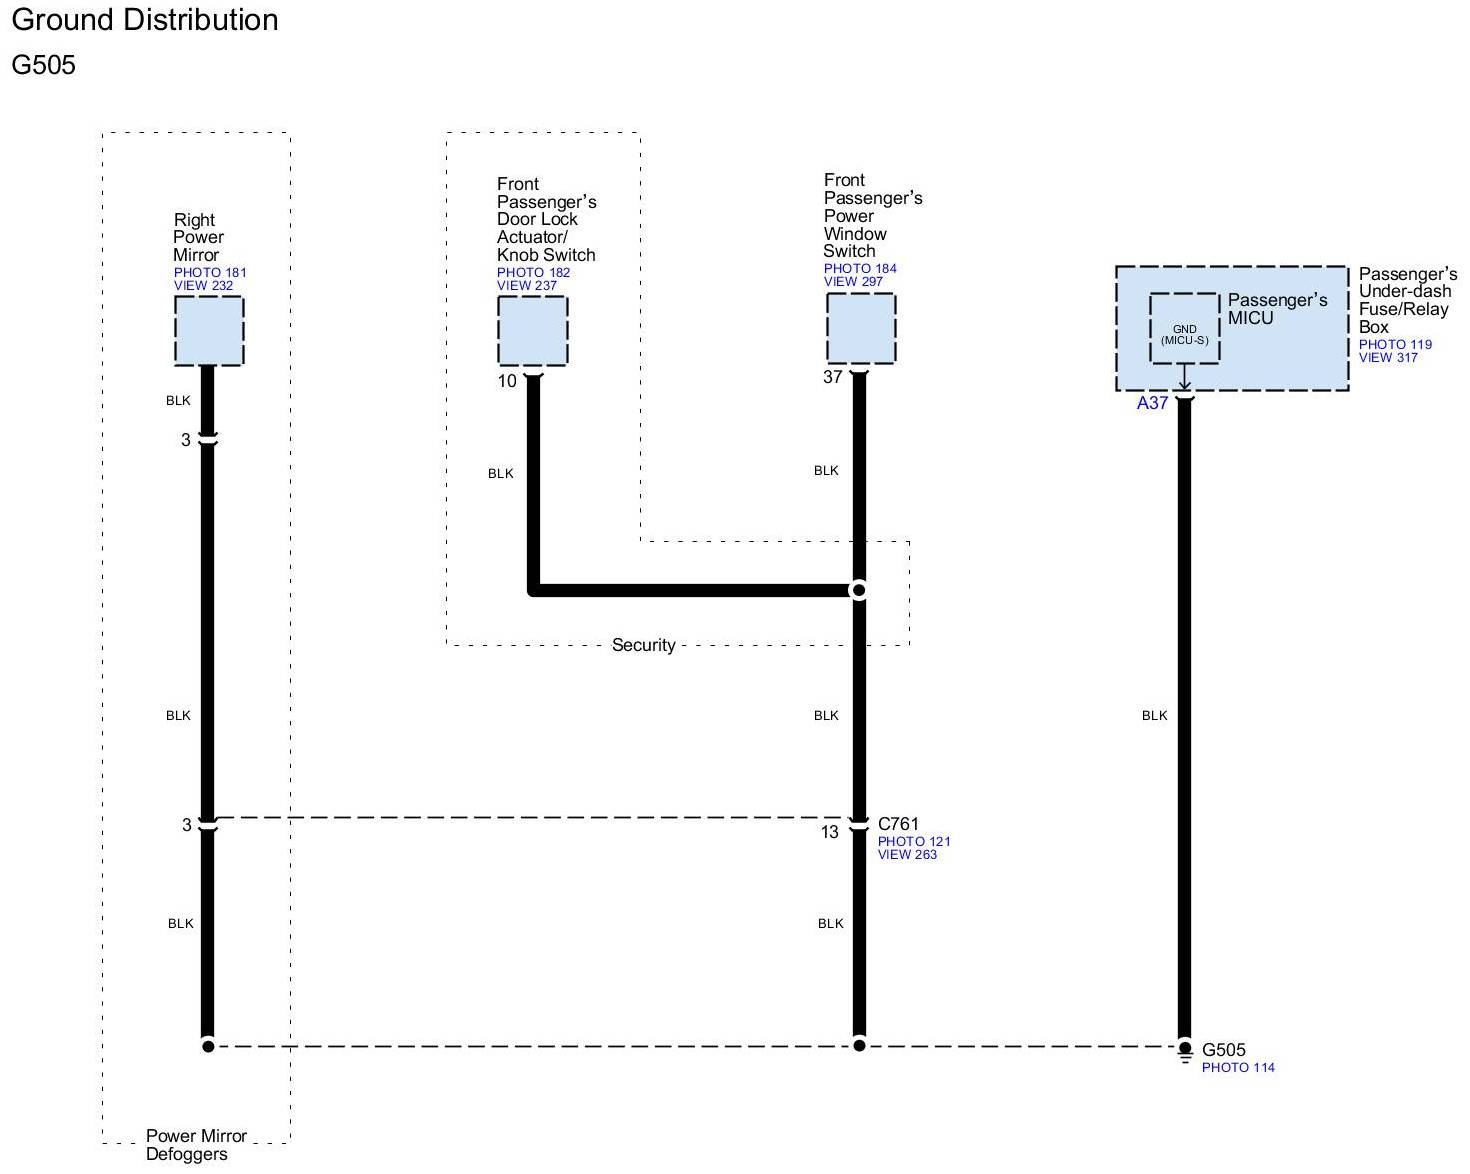 Ground Distribution
G505
Right
Power
Mirror
PHOTO 181
VIEW 232
Front
Passenger's
Door Lock
Actuator/
Knob Switch
PHOTO 182
VIEW 237
Front
Passenger's
Power
Window
Switch
PHOTO 184
VIEW 297
Passenger's
MICU
GND
(MICU-S)
Passenger's
Under-dash
Fuse/Relay
Box
PHOTO 119
VIEW 317
10
37
A37
BLK
3
BLK
BLK
Security
BLK
BLK
BLK
3
13
C761
PHOTO 121
VIEW 263
BLK
BLK
G505
PHOTO 114
Power Mirror
Defoggers